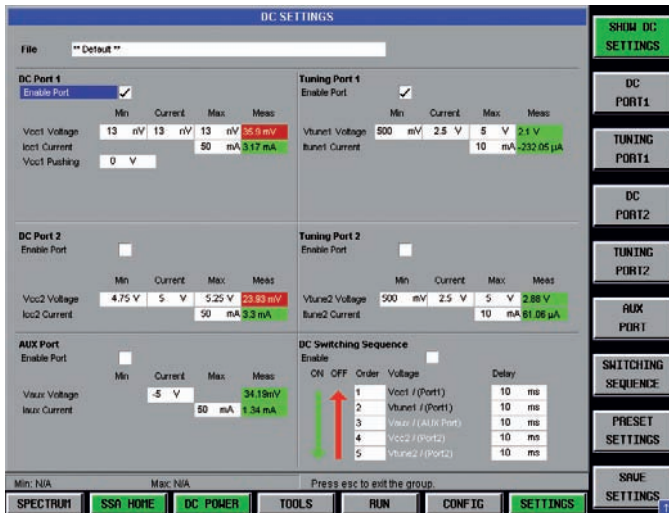 DC SETTINGS
File ** Default **
DC Port 1
Enable Port
Min Current Max Meas
Vcc1 Voltage 13 nV 13 nV 13 nV 35.9 mV
Icc1 Current 50 mA 3.17 mA
Vcc1 Pushing 0 V
Tuning Port 1
Enable Port
Min Current Max Meas
Vtune1 Voltage 500 mV 2.5 V 5 V 2.1 V
Itune1 Current 10 mA -232.05 µA
DC Port 2
Enable Port
Min Current Max Meas
Vcc2 Voltage 4.75 V 5 V 5.25 V 23.93 mV
Icc2 Current 50 mA 3.3 mA
Tuning Port 2
Enable Port
Min Current Max Meas
Vtune2 Voltage 500 mV 2.5 V 5 V 2.88 V
Itune2 Current 10 mA 61.06 µA
AUX Port
Enable Port
Min Current Max Meas
Vaux Voltage -5 V 34.19mV
Iaux Current 50 mA 1.34 mA
DC Switching Sequence
Enable
ON OFF Order Voltage Delay
1 Vcc1 / (Port1) 10 ms
2 Vtune1 / (Port1) 10 ms
3 Vaux / (AUX Port) 10 ms
4 Vcc2 / (Port2) 10 ms
5 Vtune2 / (Port2) 10 ms
Min: N/A Max: N/A Press esc to exit the group.
SPECTRUM SSA HOME DC POWER TOOLS RUN CONFIG SETTINGS
SHOW DC
SETTINGS
DC
PORT1
TUNING
PORT1
DC
PORT2
TUNING
PORT2
AUX
PORT
SWITCHING
SEQUENCE
PRESET
SETTINGS
SAVE
SETTINGS